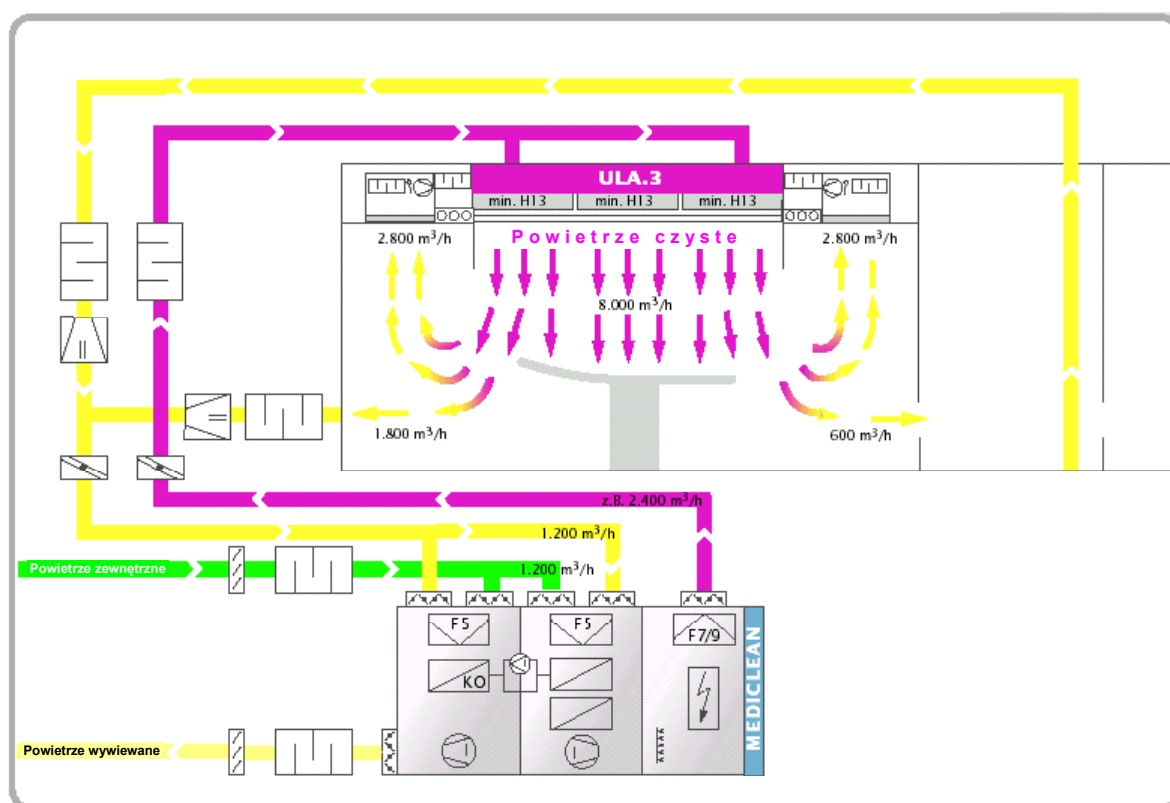 ULA.3
min. H13 min. H13 min. H13
2.800 m³/h Powietrze czyste 2.800 m³/h
8.000 m³/h
1.800 m³/h 600 m³/h
z.B. 2.400 m³/h
1.200 m³/h
Powietrze zewnętrzne 1.200 m³/h
F5 F5 F7/9
KO
MEDICLEAN
Powietrze wywiewane